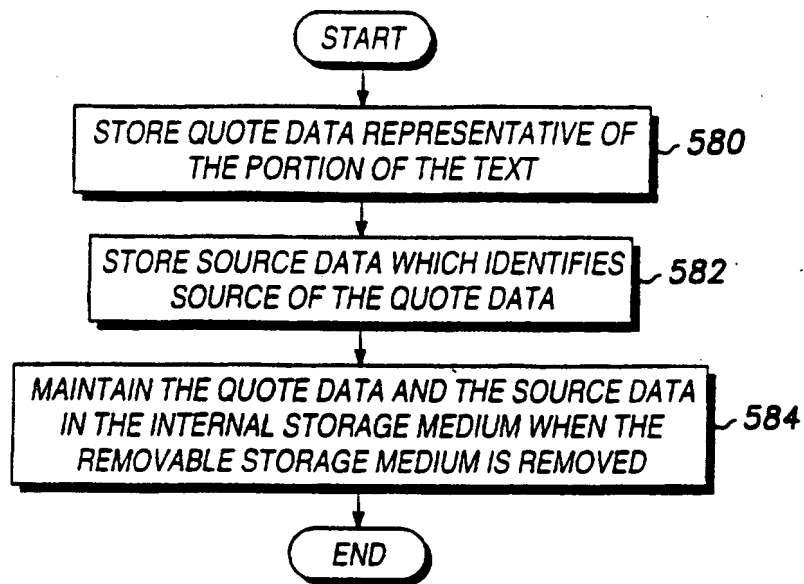 START
STORE QUOTE DATA REPRESENTATIVE OF
THE PORTION OF THE TEXT
580
STORE SOURCE DATA WHICH IDENTIFIES
SOURCE OF THE QUOTE DATA
582
MAINTAIN THE QUOTE DATA AND THE SOURCE DATA
IN THE INTERNAL STORAGE MEDIUM WHEN THE
REMOVABLE STORAGE MEDIUM IS REMOVED
584
END